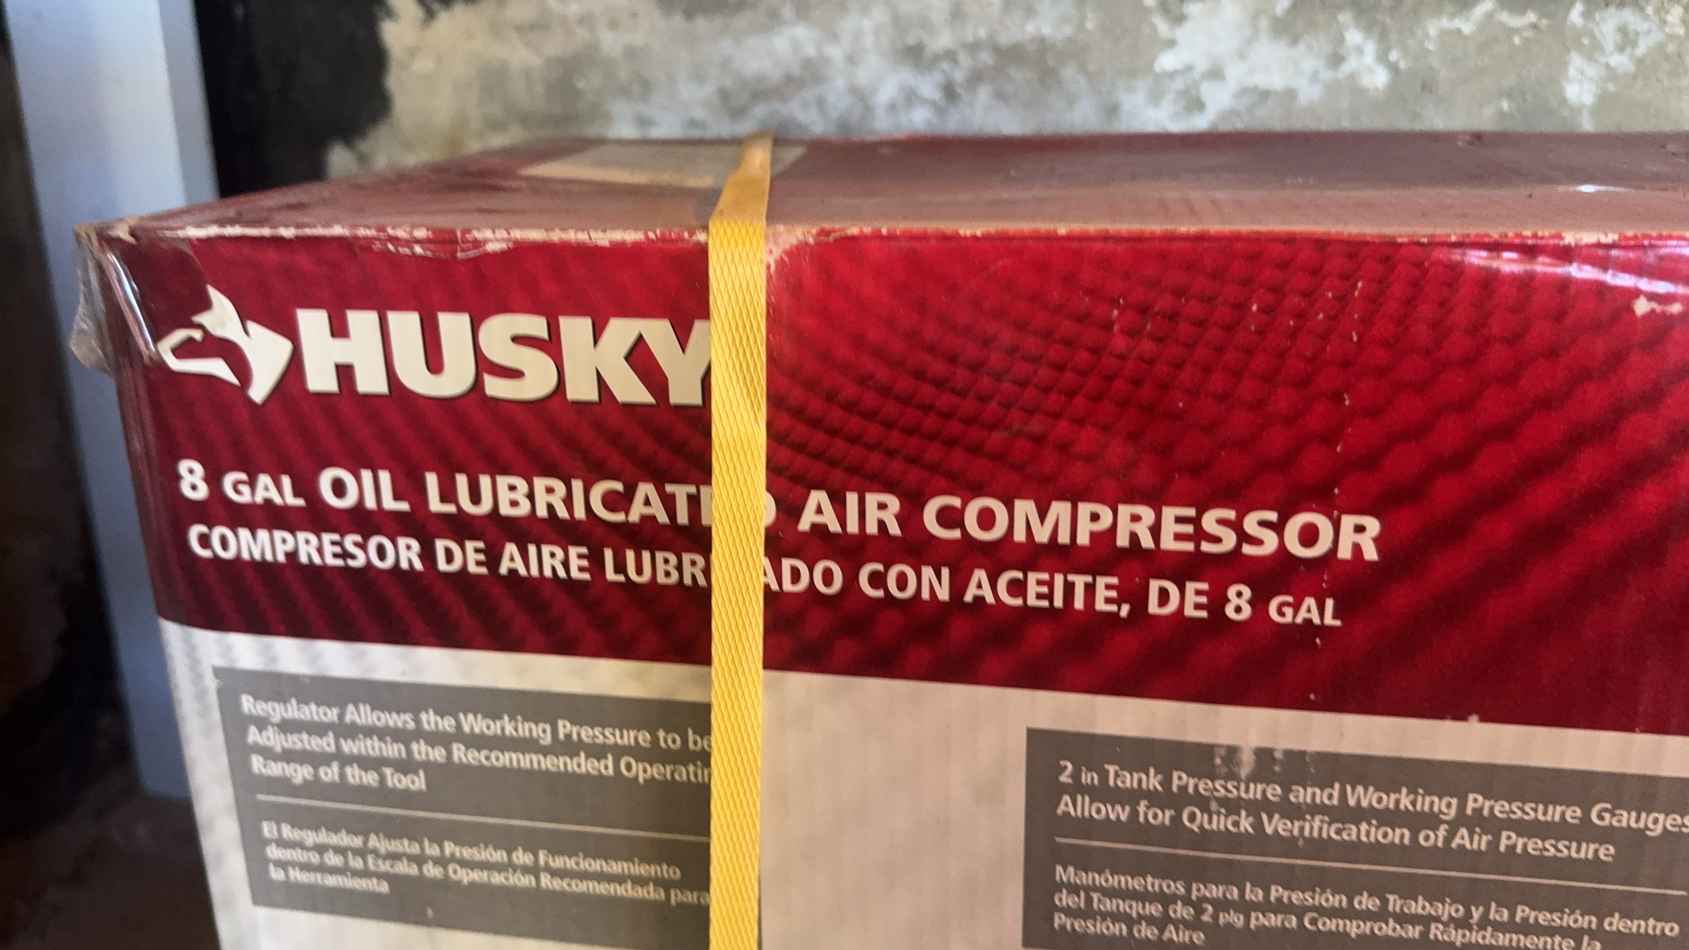 HUSKY
8 GAL OIL LUBRICATED AIR COMPRESSOR
COMPRESOR DE AIRE LUBRICADO CON ACEITE, DE 8 GAL
Regulator Allows the Working Pressure to be
Adjusted within the Recommended Operating
Range of the Tool
El Regulador Ajusta la Presión de Funcionamiento
dentro de la Escala de Operación Recomendada para
la Herramienta
2 in Tank Pressure and Working Pressure Gauges
Allow for Quick Verification of Air Pressure
Manómetros para la Presión de Trabajo y la Presión dentro
del Tanque de 2 plg para Comprobar Rápidamente la
Presión de Aire